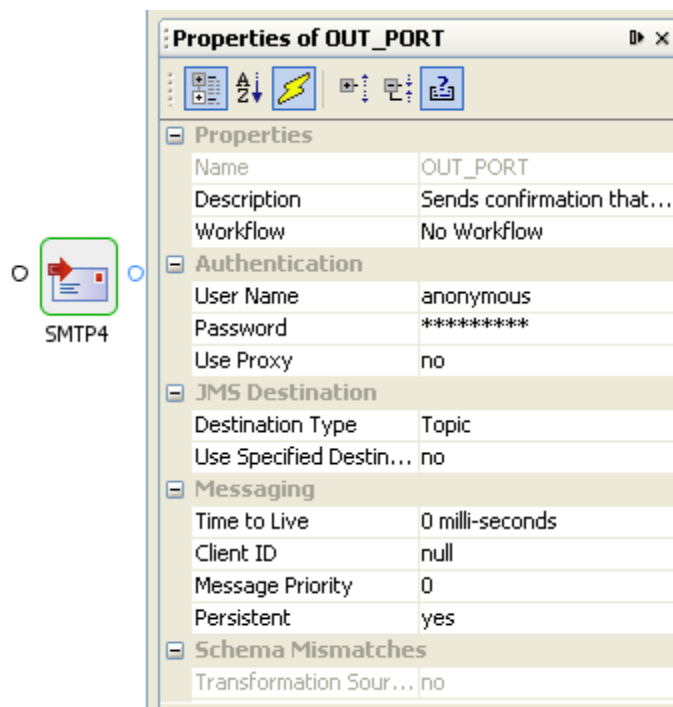 Properties of OUT_PORT
Properties
Name OUT_PORT
Description Sends confirmation that...
Workflow No Workflow
Authentication
User Name anonymous
Password *********
Use Proxy no
JMS Destination
Destination Type Topic
Use Specified Destin... no
Messaging
Time to Live 0 milli-seconds
Client ID null
Message Priority 0
Persistent yes
Schema Mismatches
Transformation Sour... no
SMTP4